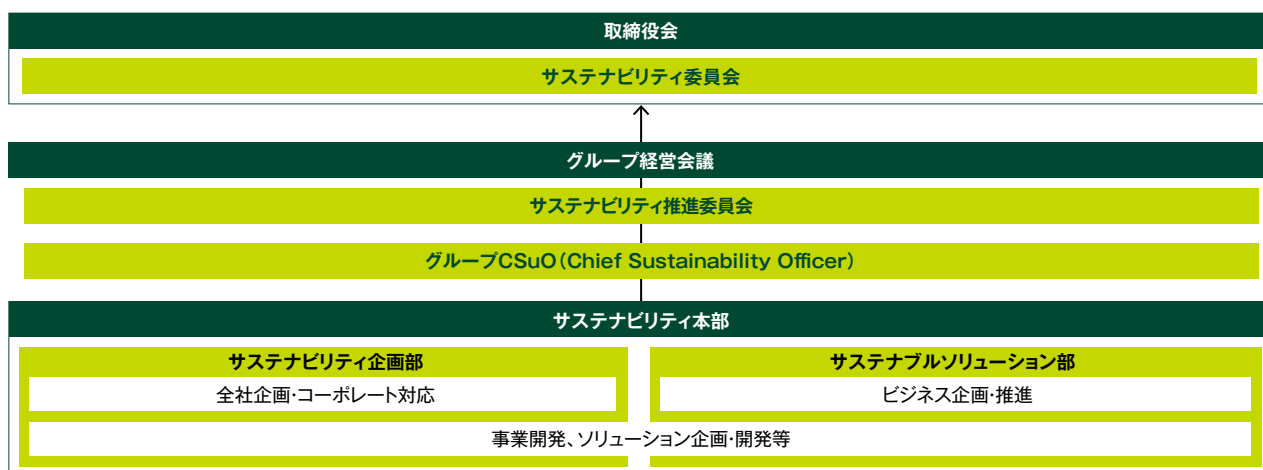 取締役会
サステナビリティ委員会
グループ経営会議
サステナビリティ推進委員会
グループCSuO(Chief Sustainability Officer)
サステナビリティ本部
サステナビリティ企画部
サステナブルソリューション部
全社企画・コーポレート対応
ビジネス企画・推進
事業開発、ソリューション企画・開発等